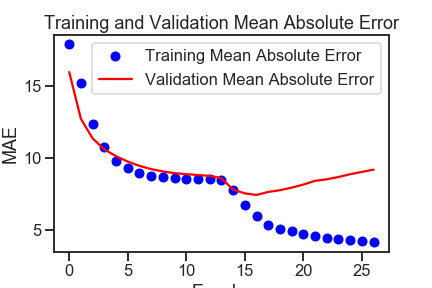 Training and Validation Mean Absolute Error
Training Mean Absolute Error
Validation Mean Absolute Error
MAE
15
10
5
0 5 10 15 20 25